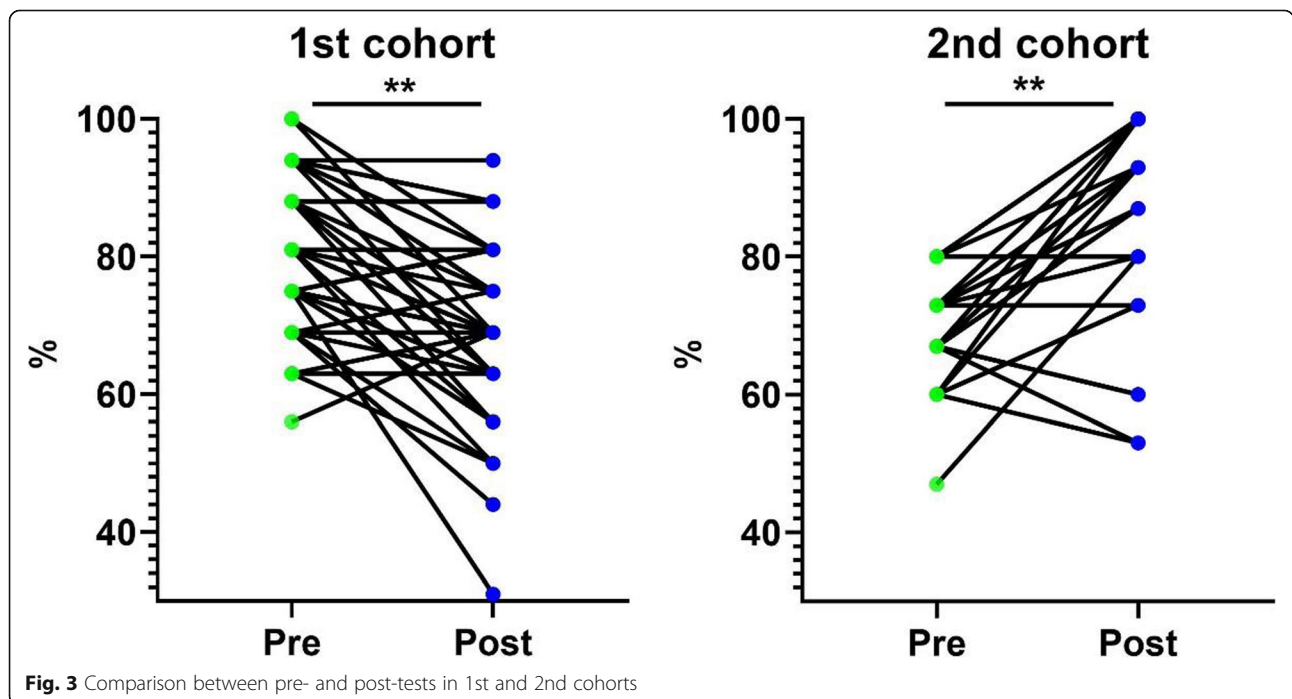 1st cohort
**
100
80
60
40
%
Pre
Post
2nd cohort
**
100
80
60
40
%
Pre
Post
Fig. 3 Comparison between pre- and post-tests in 1st and 2nd cohorts